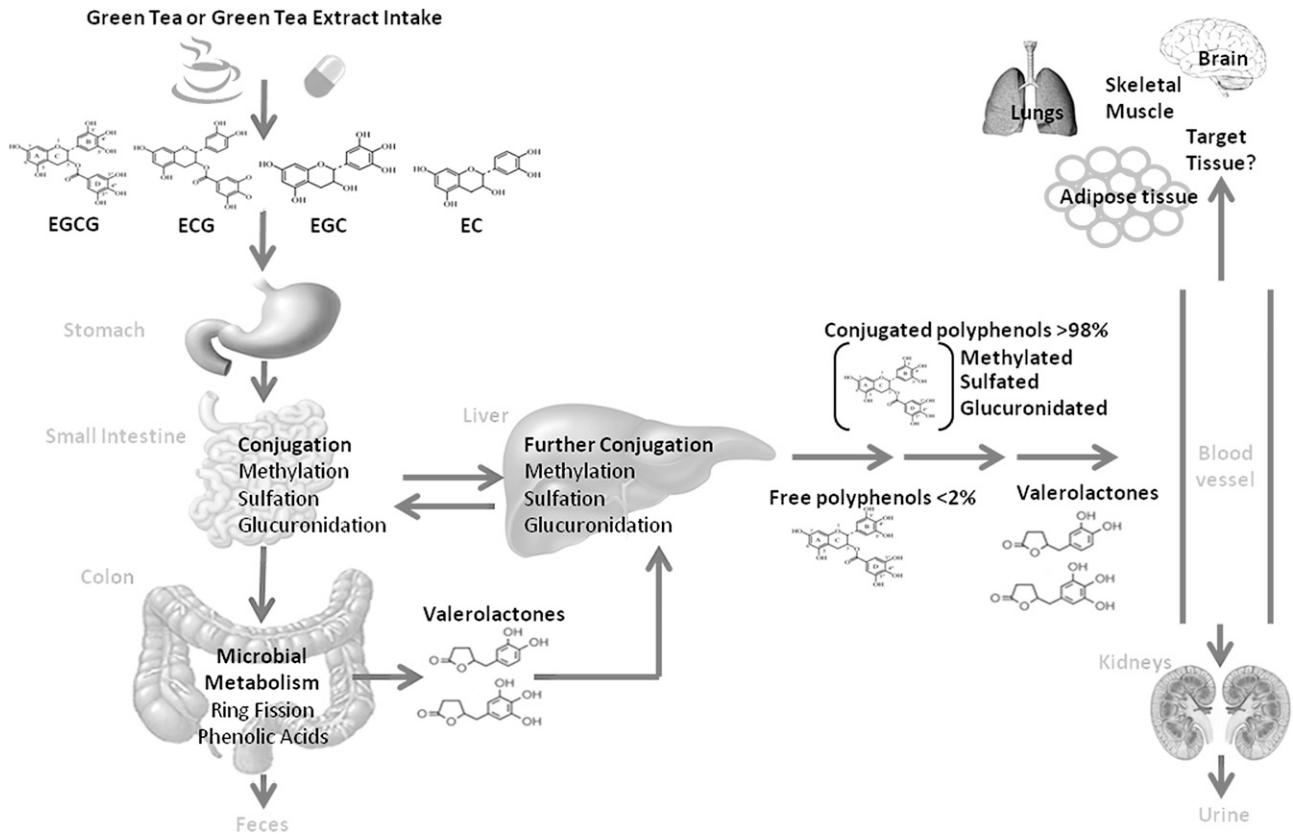 Green Tea or Green Tea Extract Intake
EGCG
ECG
EGC
EC
Stomach
Small Intestine
Conjugation
Methylation
Sulfation
Glucuronidation
Liver
Further Conjugation
Methylation
Sulfation
Glucuronidation
Colon
Microbial
Metabolism
Ring Fission
Phenolic Acids
Feces
Valerolactones
Conjugated polyphenols >98%
Methylated
Sulfated
Glucuronidated
Free polyphenols <2%
Valerolactones
Lungs
Skeletal
Muscle
Brain
Target
Tissue?
Adipose tissue
Blood
vessel
Kidneys
Urine